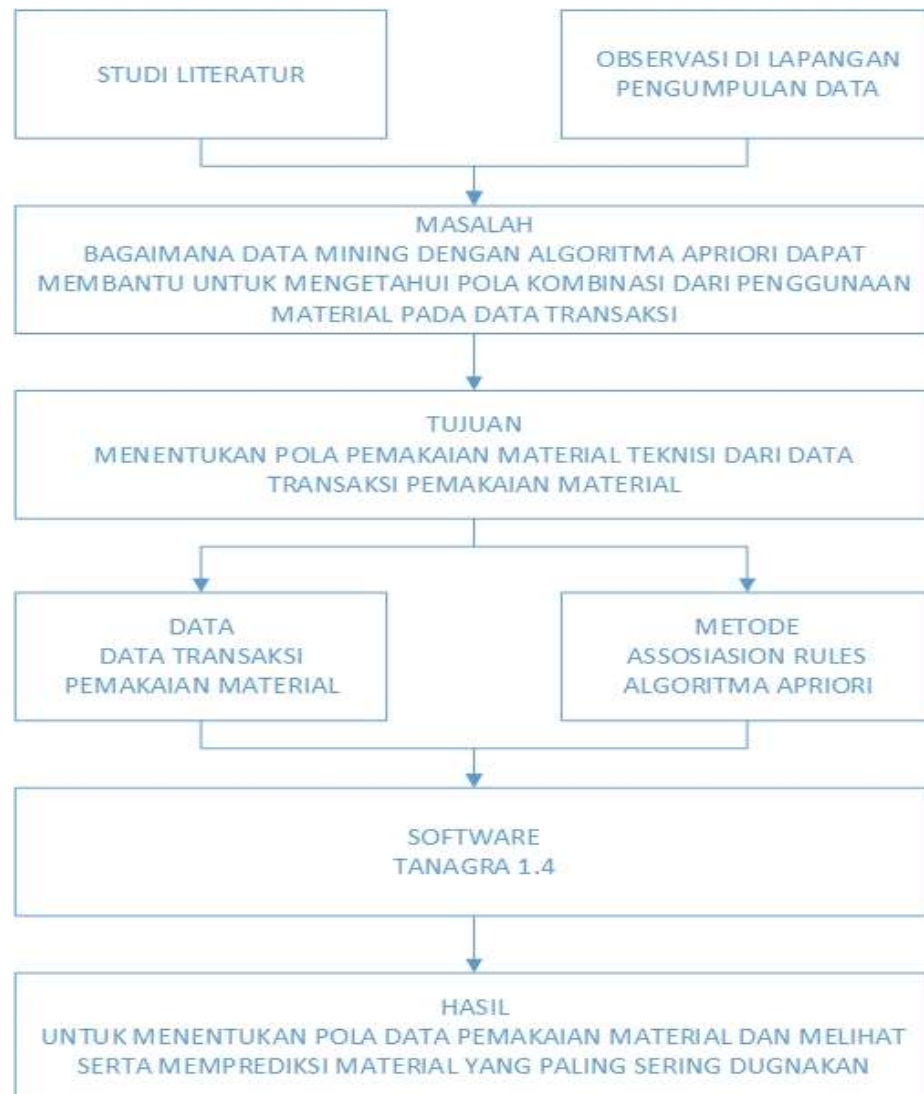 STUDI LITERATUR
OBSERVASI DI LAPANGAN
PENGUMPULAN DATA
MASALAH
BAGAIMANA DATA MINING DENGAN ALGORITMA APRIORI DAPAT
MEMBANTU UNTUK MENGETAHUI POLA KOMBINASI DARI PENGGUNAAN
MATERIAL PADA DATA TRANSAKSI
TUJUAN
MENENTUKAN POLA PEMAKAIAN MATERIAL TEKNISI DARI DATA
TRANSAKSI PEMAKAIAN MATERIAL
DATA
DATA TRANSAKSI
PEMAKAIAN MATERIAL
METODE
ASSOSIASION RULES
ALGORITMA APRIORI
SOFTWARE
TANAGRA 1.4
HASIL
UNTUK MENENTUKAN POLA DATA PEMAKAIAN MATERIAL DAN MELIHAT
SERTA MEMPREDIKSI MATERIAL YANG PALING SERING DUGNAKAN